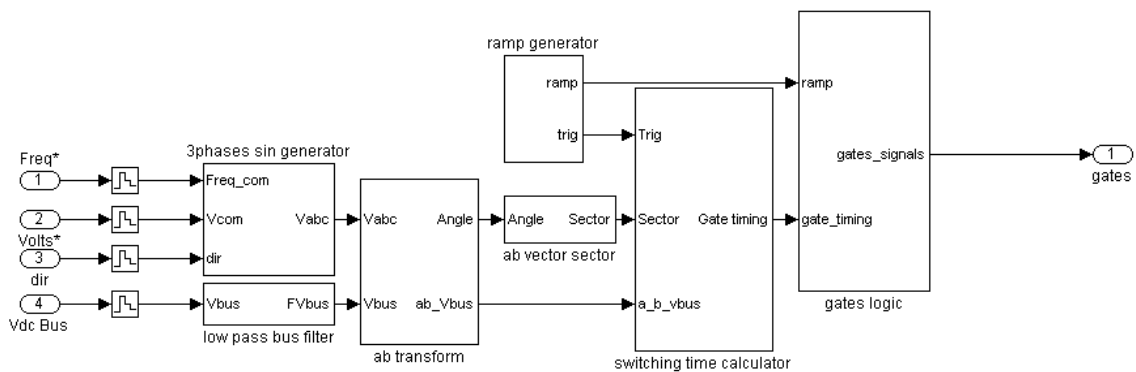 ramp generator
ramp
trig
ramp
gates_signals
gate_timing
gates logic
1
gates
Freq*
1
2
Volts*
3
dir
4
Vdc Bus
3phases sin generator
Freq_com
Vcom
Vabc
dir
Vbus
FVbus
low pass bus filter
Vabc
Angle
Vbus
ab_Vbus
ab transform
Angle
Sector
ab vector sector
Trig
Sector
Gate timing
a_b_vbus
switching time calculator